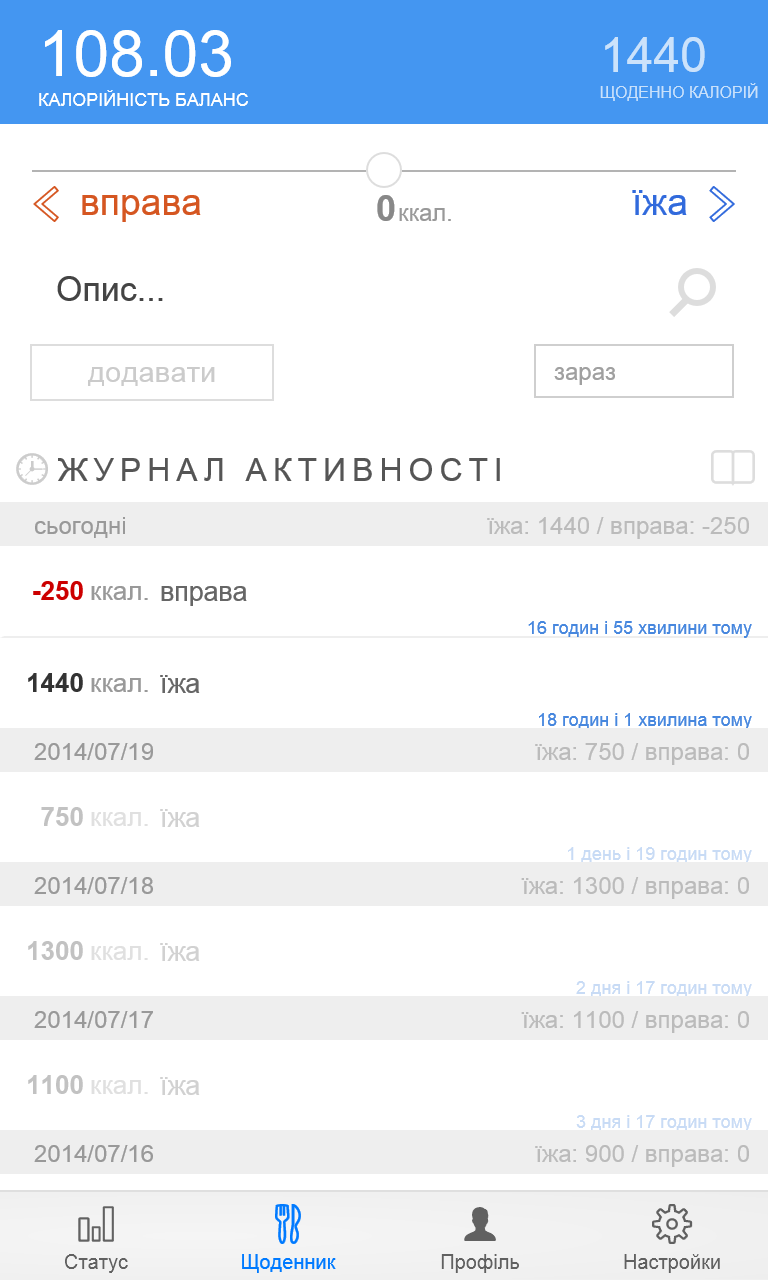 108.03
1440
КАЛОРІЙНІСТЬ БАЛАНС
ЩОДЕННО КАЛОРІЙ
вправа
0 ккал.
їжа
Опис...
додавати
зараз
ЖУРНАЛ АКТИВНОСТІ
сьогодні їжа: 1440 / вправа: -250
-250 ккал. вправа
16 годин і 55 хвилини тому
1440 ккал. їжа
18 годин і 1 хвилина тому
2014/07/19 їжа: 750 / вправа: 0
750 ккал. їжа
1 день і 19 годин тому
2014/07/18 їжа: 1300 / вправа: 0
1300 ккал. їжа
2 дня і 17 годин тому
2014/07/17 їжа: 1100 / вправа: 0
1100 ккал. їжа
3 дня і 17 годин тому
2014/07/16 їжа: 900 / вправа: 0
Статус Щоденник Профіль Настройки